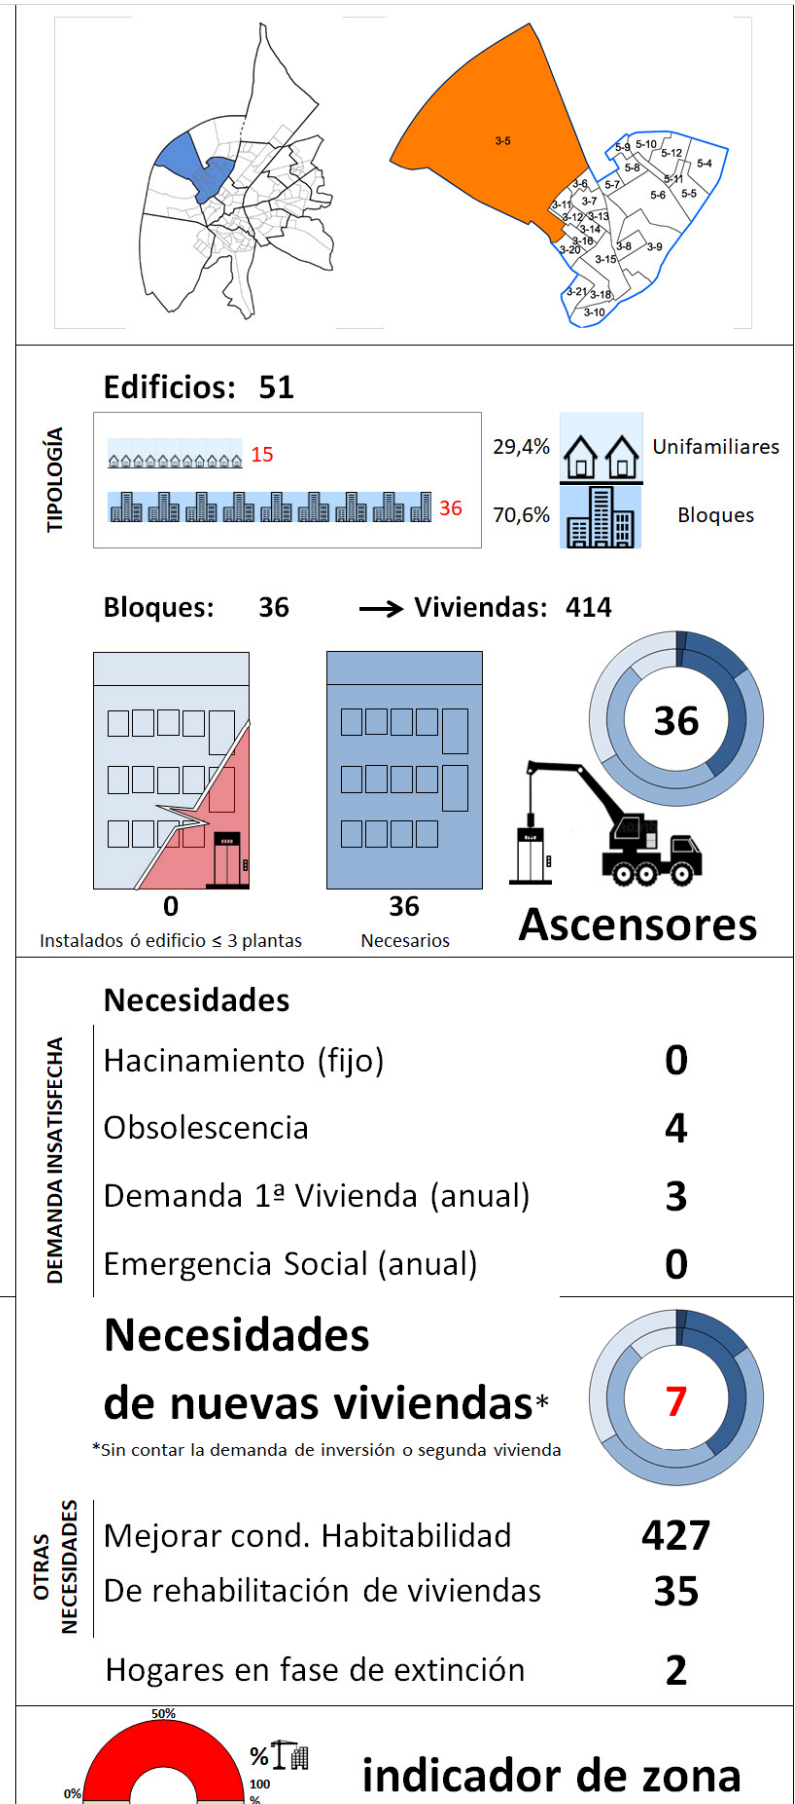 3-5
5-9
5-10
5-12
5-4
5-8
5-11
3-6
5-7
5-6
5-5
3-11
3-7
3-12
3-13
3-14
3-16
3-20
3-8
3-9
3-15
3-21
3-18
3-10
Edificios: 51
TIPOLOGÍA
15
29,4%
Unifamiliares
36
70,6%
Bloques
Bloques: 36 → Viviendas: 414
36
0
36
Instalados ó edificio ≤ 3 plantas
Necesarios
Ascensores
DEMANDA INSATISFECHA
Necesidades
Hacinamiento (fijo) 0
Obsolescencia 4
Demanda 1ª Vivienda (anual) 3
Emergencia Social (anual) 0
Necesidades
de nuevas viviendas*
7
*Sin contar la demanda de inversión o segunda vivienda
OTRAS
NECESIDADES
Mejorar cond. Habitabilidad 427
De rehabilitación de viviendas 35
Hogares en fase de extinción 2
50%
%
0%
100
%
indicador de zona